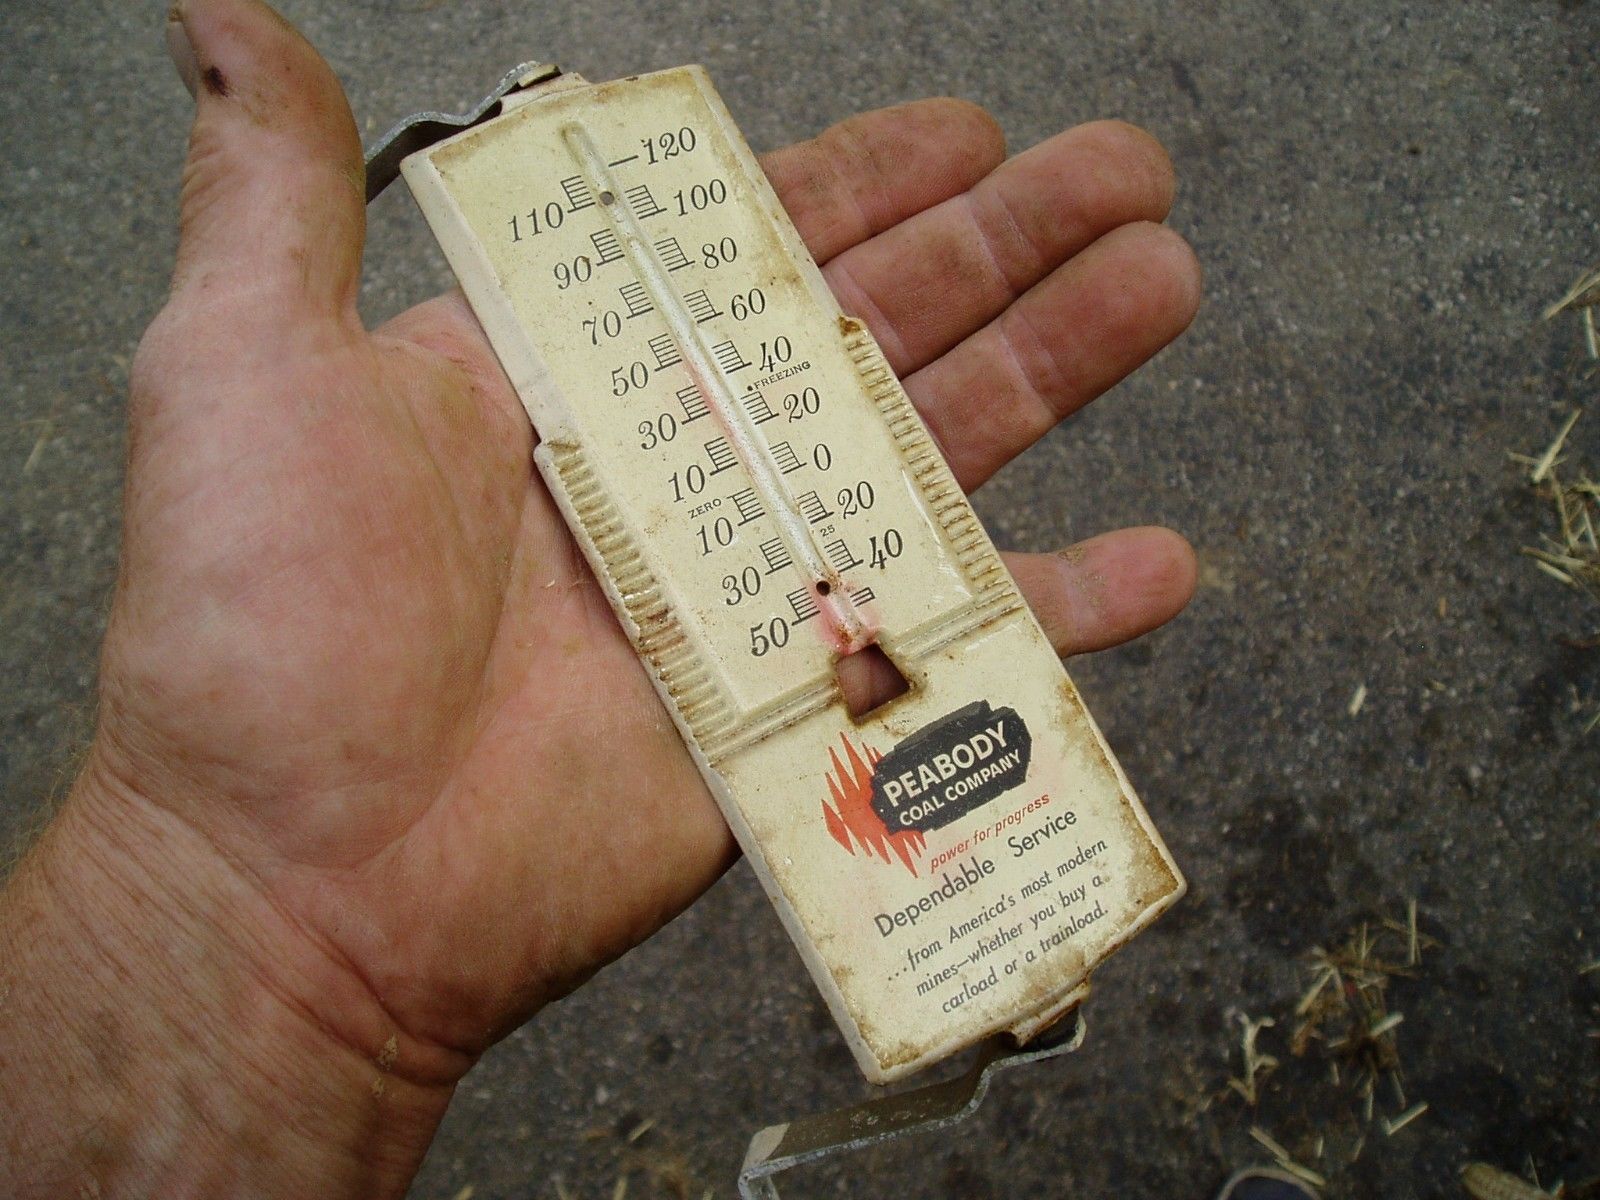 120
110 100
90 80
70 60
50 40
FREEZING
30 20
10 0
ZERO
10 20
25
30 40
50
PEABODY
COAL COMPANY
power for progress
Dependable Service
...from America's most modern
mines—whether you buy a
carload or a trainload.